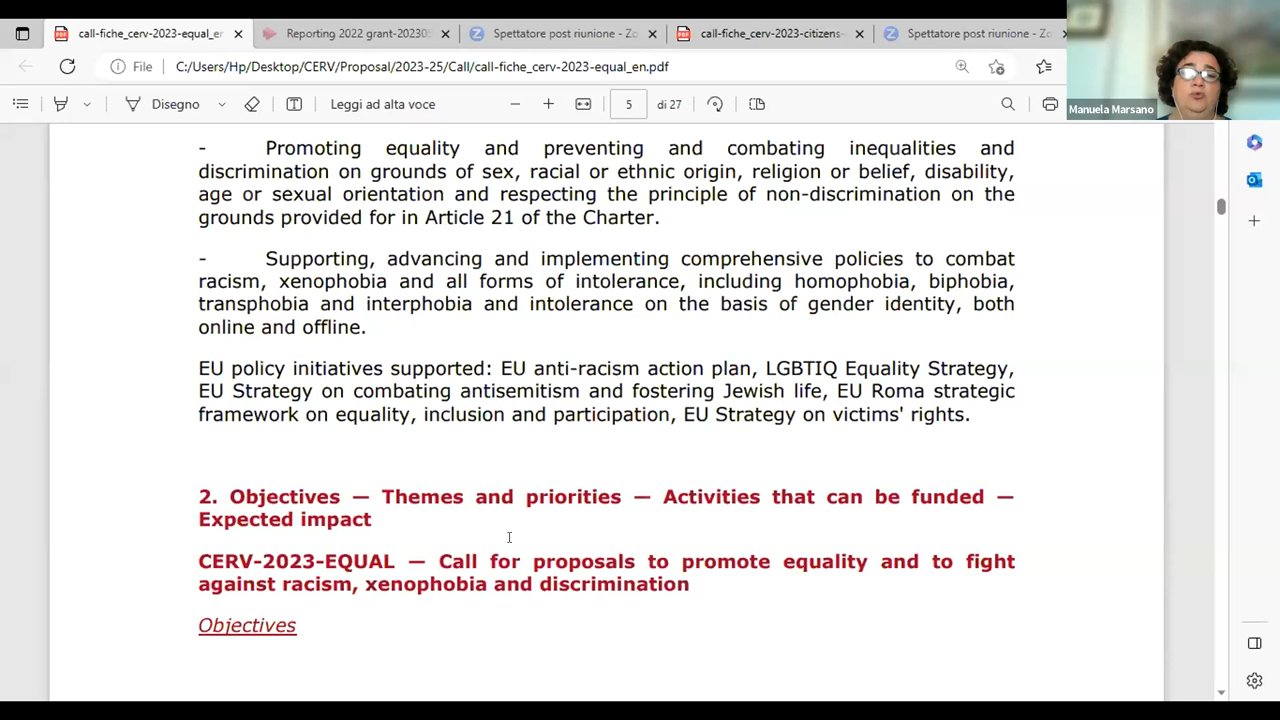 call-fiche_cerv-2023-equal_er
Reporting 2022 grant-20230
Spettatore post riunione - Zo
call-fiche_cerv-2023-citizens-
Spettatore post riunione - Zo
File C:/Users/Hp/Desktop/CERV/Proposal/2023-25/Call/call-fiche_cerv-2023-equal_en.pdf
Manuela Marsano
Disegno
Leggi ad alta voce
5 di 27
- Promoting equality and preventing and combating inequalities and
discrimination on grounds of sex, racial or ethnic origin, religion or belief, disability,
age or sexual orientation and respecting the principle of non-discrimination on the
grounds provided for in Article 21 of the Charter.
- Supporting, advancing and implementing comprehensive policies to combat
racism, xenophobia and all forms of intolerance, including homophobia, biphobia,
transphobia and interphobia and intolerance on the basis of gender identity, both
online and offline.
EU policy initiatives supported: EU anti-racism action plan, LGBTIQ Equality Strategy,
EU Strategy on combating antisemitism and fostering Jewish life, EU Roma strategic
framework on equality, inclusion and participation, EU Strategy on victims' rights.
2. Objectives — Themes and priorities — Activities that can be funded —
Expected impact
CERV-2023-EQUAL — Call for proposals to promote equality and to fight
against racism, xenophobia and discrimination
Objectives